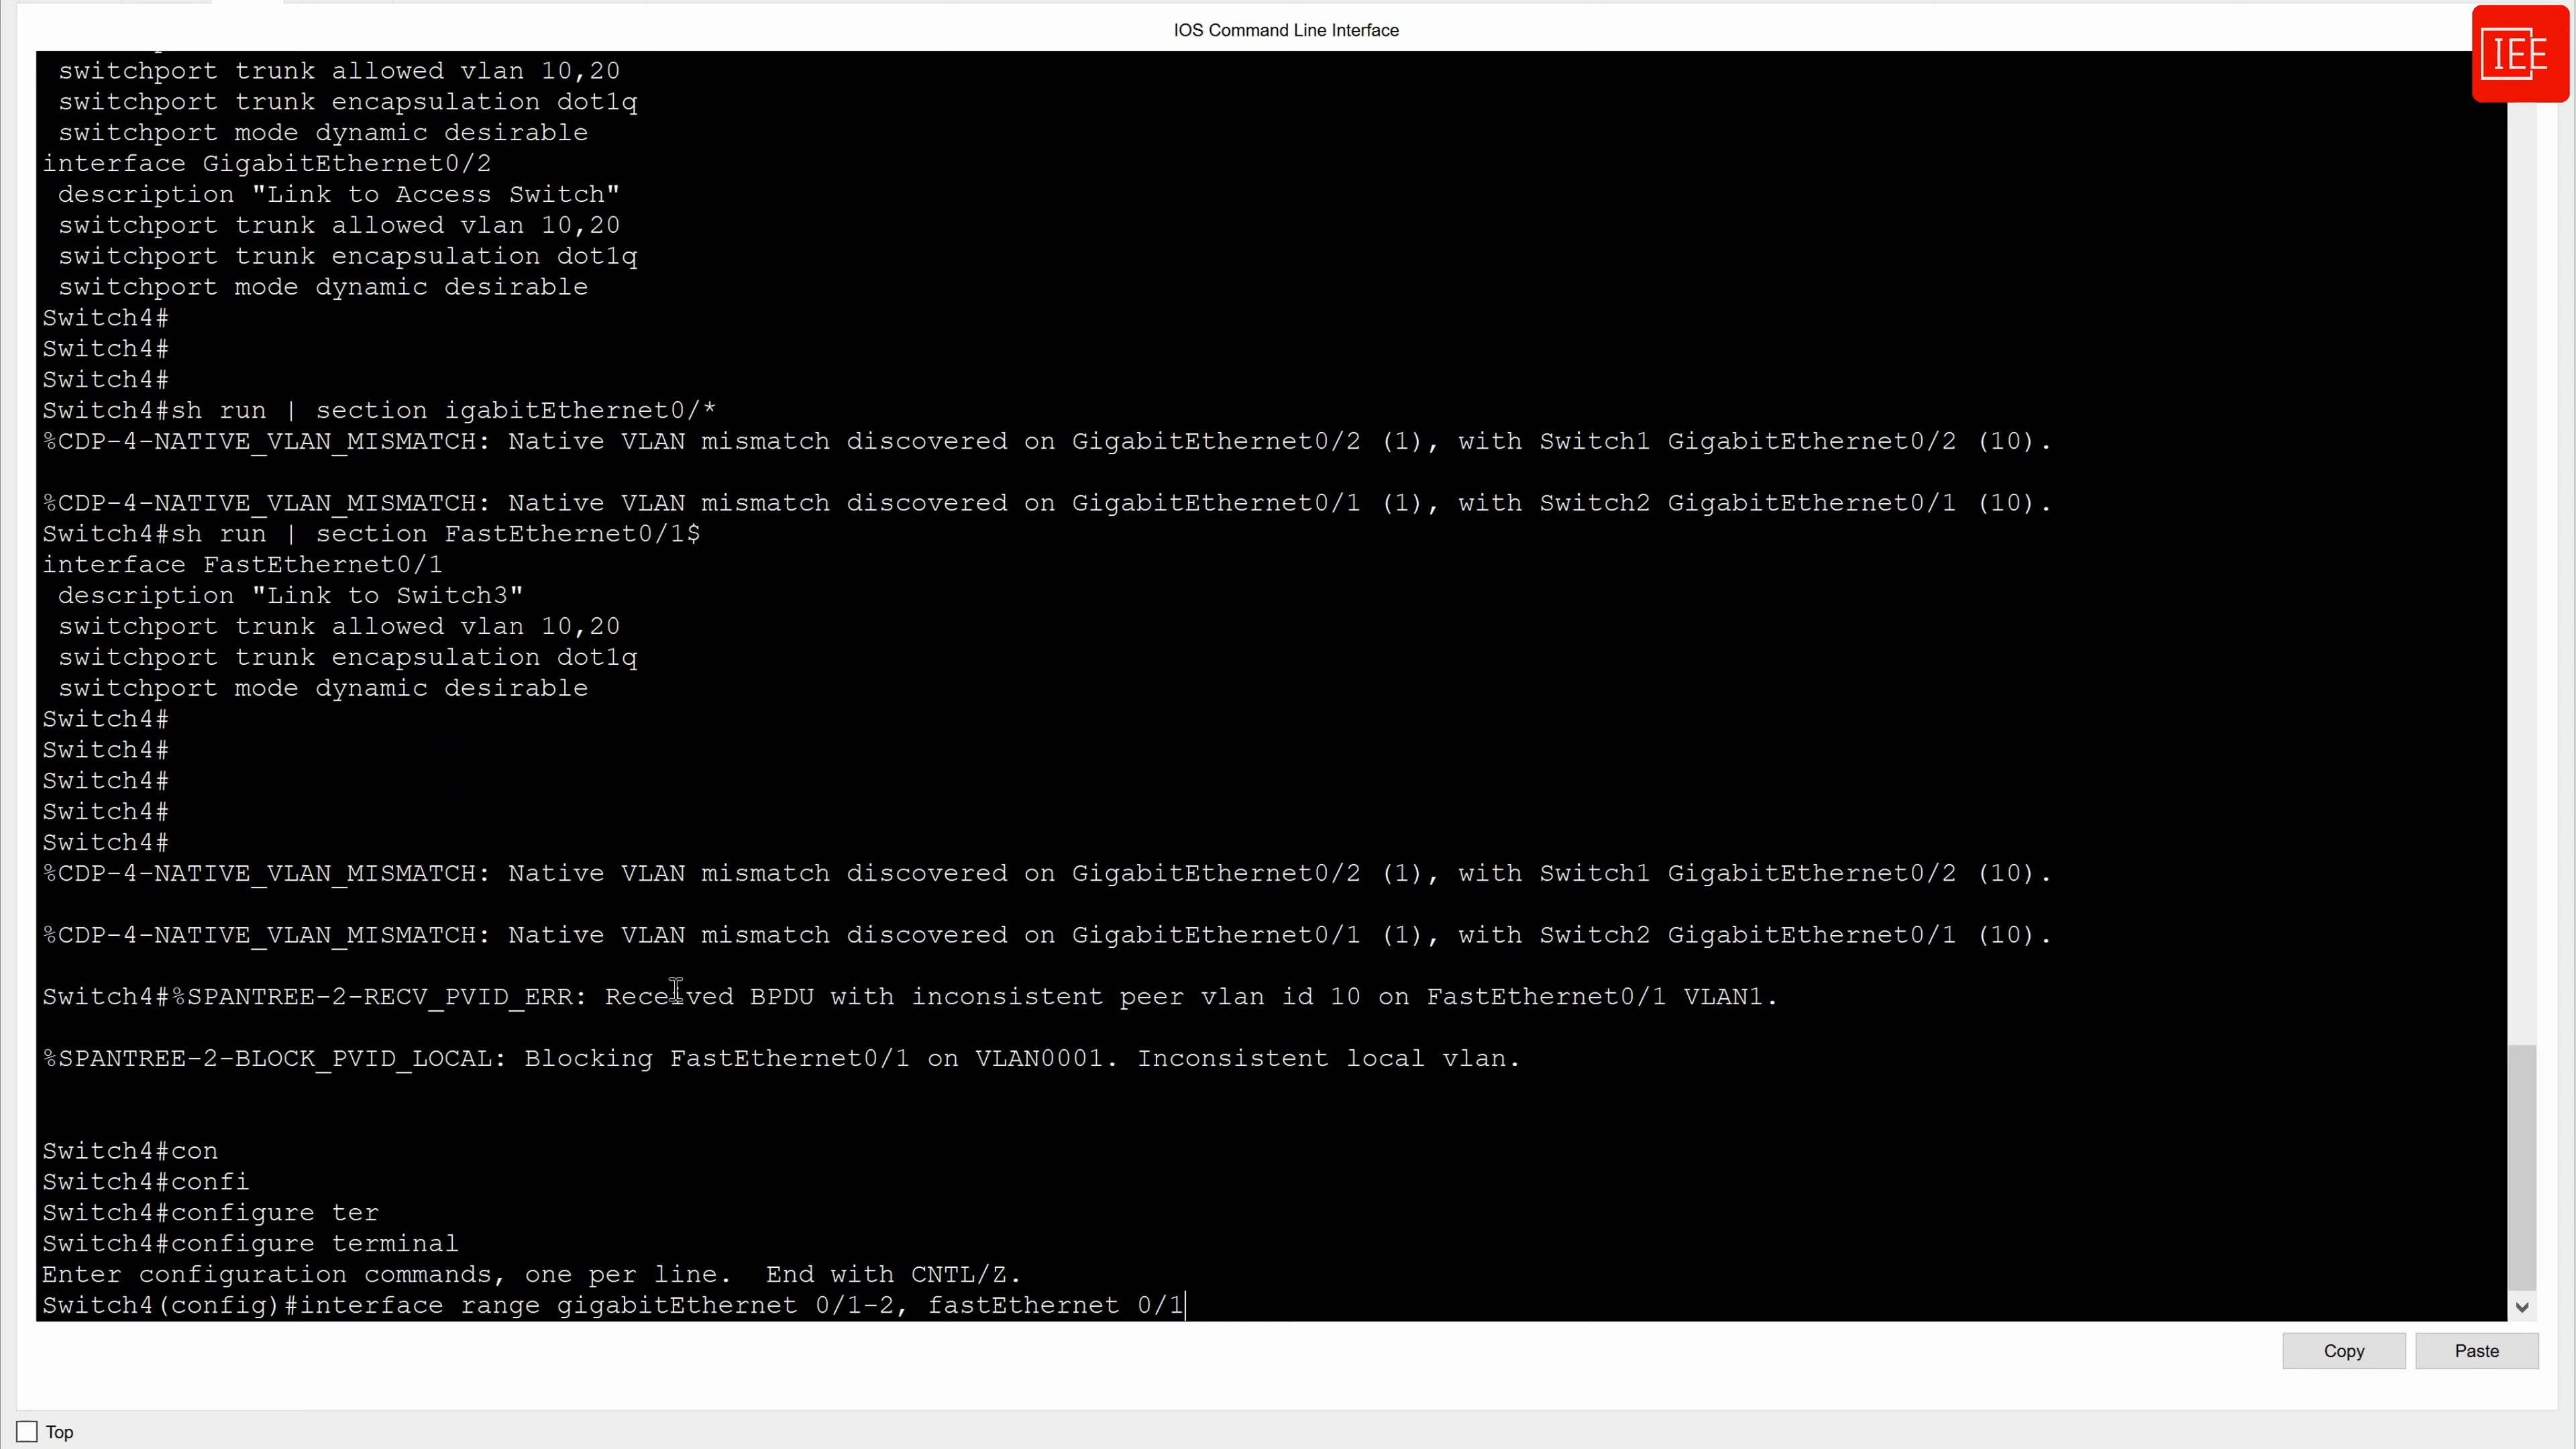 IOS Command Line Interface
IEE
switchport trunk allowed vlan 10,20
switchport trunk encapsulation dot1q
switchport mode dynamic desirable
interface GigabitEthernet0/2
description "Link to Access Switch"
switchport trunk allowed vlan 10,20
switchport trunk encapsulation dot1q
switchport mode dynamic desirable
Switch4#
Switch4#
Switch4#
Switch4#sh run | section igabitEthernet0/*
%CDP-4-NATIVE_VLAN_MISMATCH: Native VLAN mismatch discovered on GigabitEthernet0/2 (1), with Switch1 GigabitEthernet0/2 (10).
%CDP-4-NATIVE_VLAN_MISMATCH: Native VLAN mismatch discovered on GigabitEthernet0/1 (1), with Switch2 GigabitEthernet0/1 (10).
Switch4#sh run | section FastEthernet0/1$
interface FastEthernet0/1
description "Link to Switch3"
switchport trunk allowed vlan 10,20
switchport trunk encapsulation dot1q
switchport mode dynamic desirable
Switch4#
Switch4#
Switch4#
Switch4#
Switch4#
%CDP-4-NATIVE_VLAN_MISMATCH: Native VLAN mismatch discovered on GigabitEthernet0/2 (1), with Switch1 GigabitEthernet0/2 (10).
%CDP-4-NATIVE_VLAN_MISMATCH: Native VLAN mismatch discovered on GigabitEthernet0/1 (1), with Switch2 GigabitEthernet0/1 (10).
Switch4#%SPANTREE-2-RECV_PVID_ERR: Received BPDU with inconsistent peer vlan id 10 on FastEthernet0/1 VLAN1.
%SPANTREE-2-BLOCK_PVID_LOCAL: Blocking FastEthernet0/1 on VLAN0001. Inconsistent local vlan.
Switch4#con
Switch4#confi
Switch4#configure ter
Switch4#configure terminal
Enter configuration commands, one per line. End with CNTL/Z.
Switch4(config)#interface range gigabitEthernet 0/1-2, fastEthernet 0/1
Copy
Paste
Top